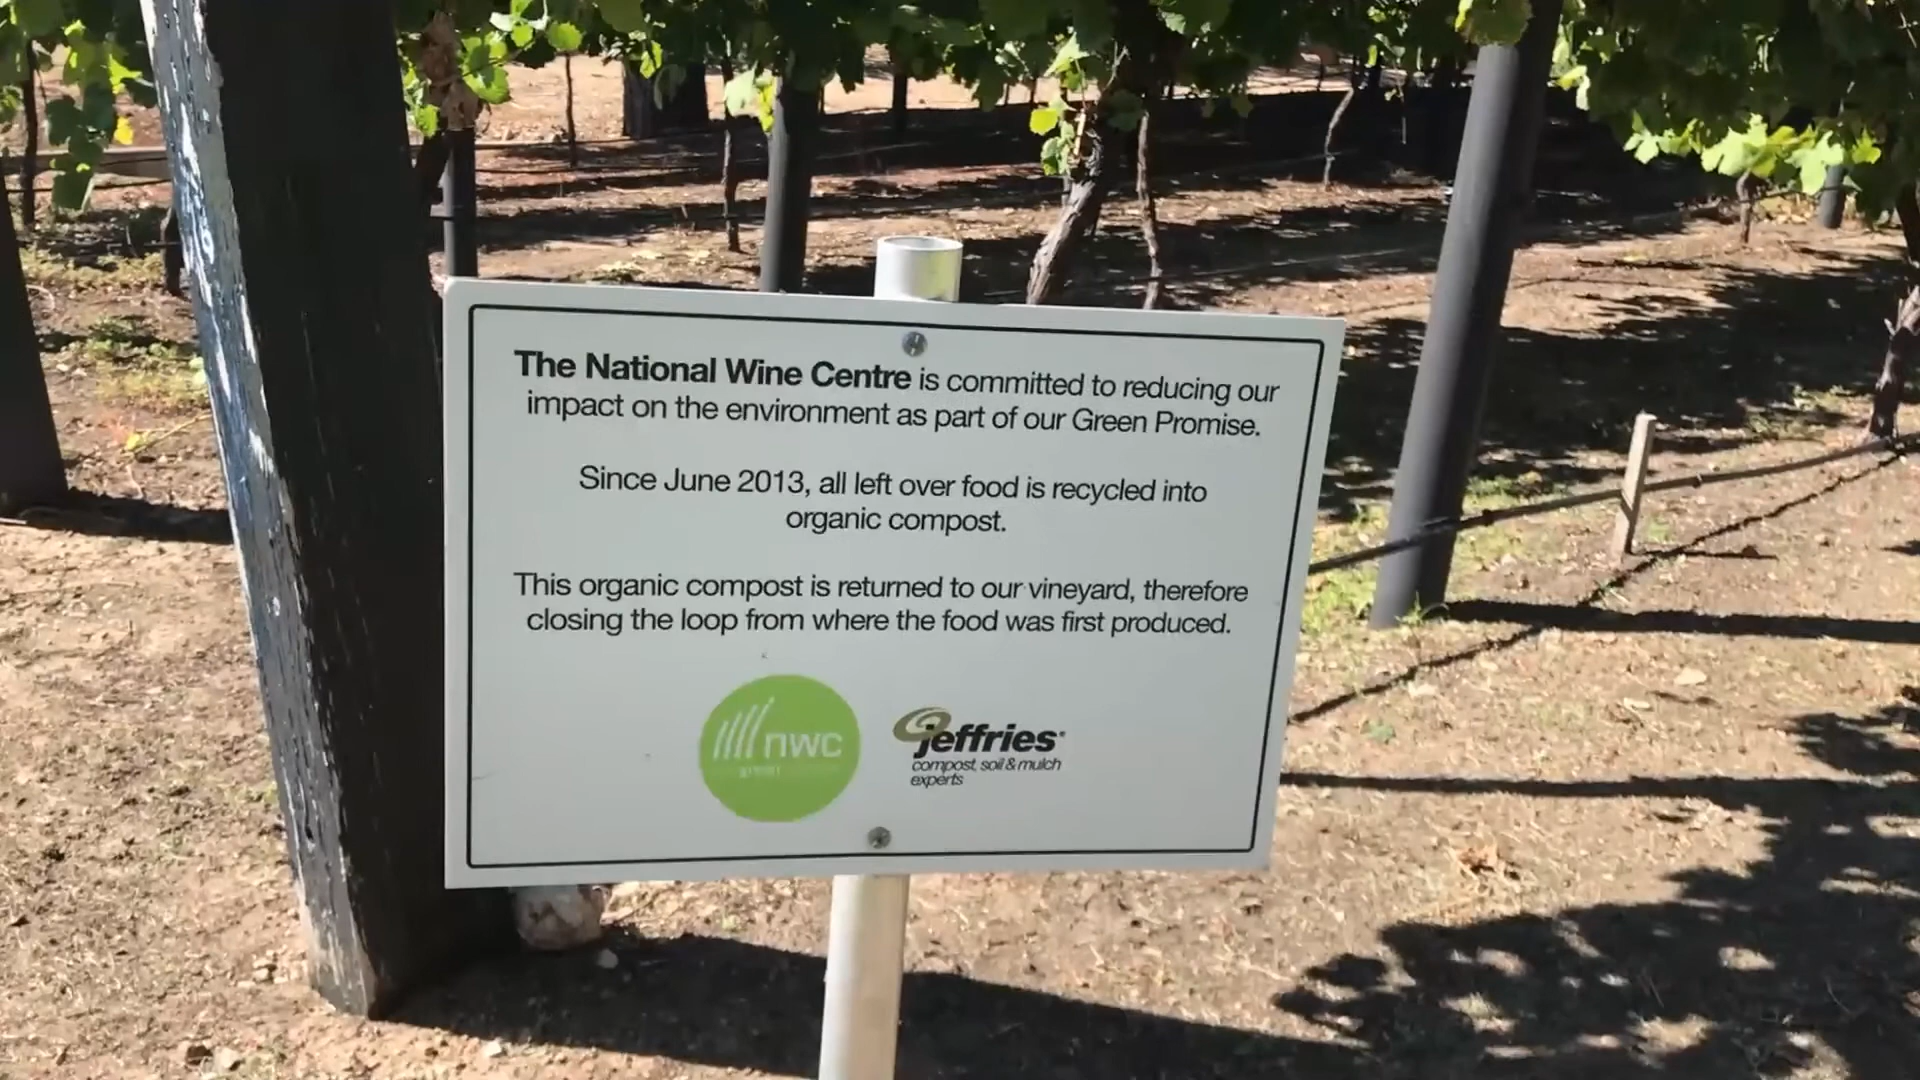 The National Wine Centre is committed to reducing our
impact on the environment as part of our Green Promise.
Since June 2013, all left over food is recycled into
organic compost.
This organic compost is returned to our vineyard, therefore
closing the loop from where the food was first produced.
nwc
jeffries
compost, soil & mulch
experts